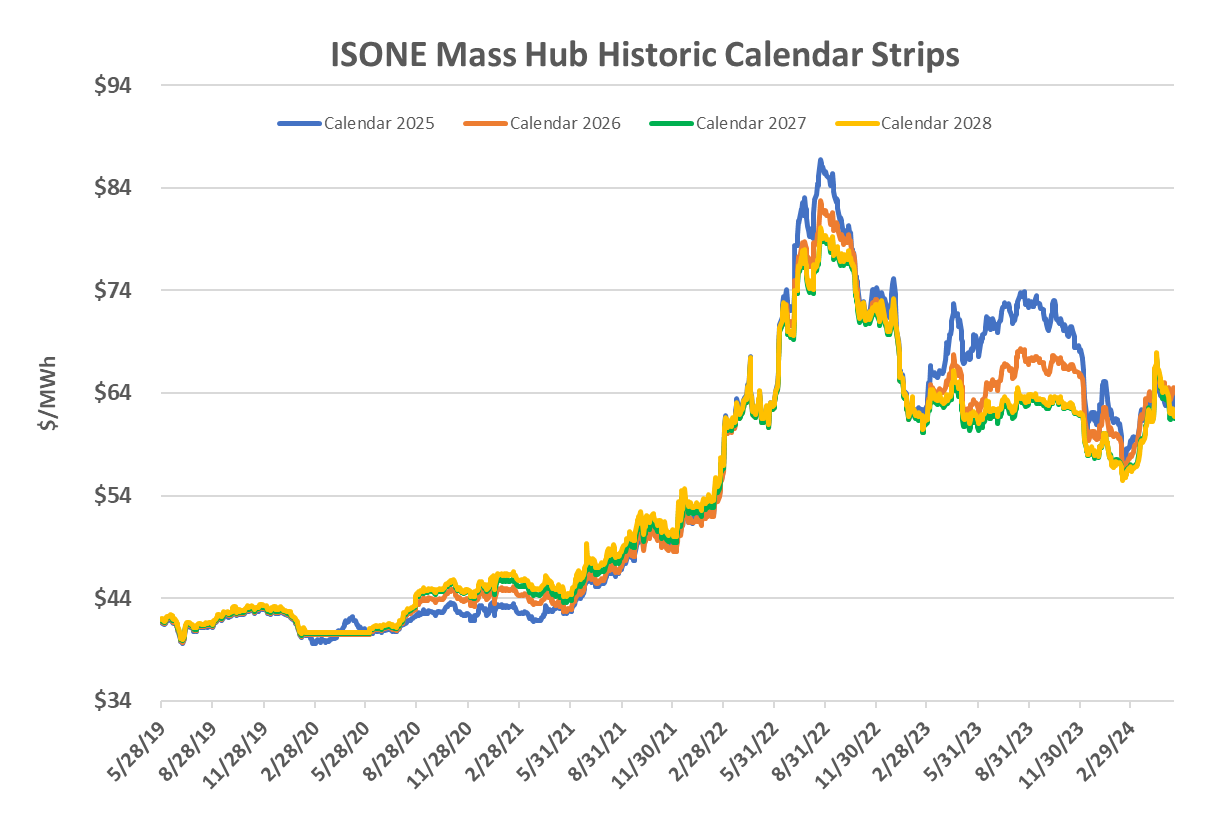 ISONE Mass Hub Historic Calendar Strips
$94
Calendar 2025 Calendar 2026 Calendar 2027 Calendar 2028
$84
$74
$64
$54
$44
$34
$/MWh
5/28/19 8/28/19 11/28/19 2/28/20 5/28/20 8/28/20 11/28/20 2/28/21 5/31/21 8/31/21 11/30/21 2/28/22 5/31/22 8/31/22 11/30/22 2/28/23 5/31/23 8/31/23 11/30/23 2/29/24